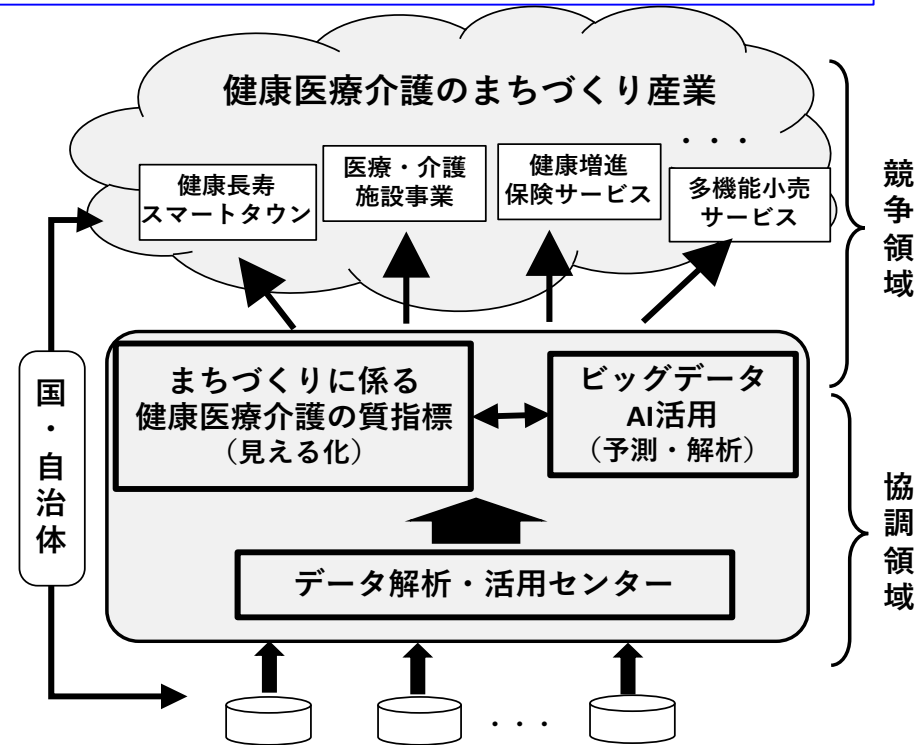 健康医療介護のまちづくり産業
・・・
健康長寿
スマートタウン
医療・介護
施設事業
健康増進
保険サービス
多機能小売
サービス
競争領域
国・自治体
まちづくりに係る
健康医療介護の質指標
（見える化）
ビッグデータ
AI活用
（予測・解析）
協調領域
データ解析・活用センター
・・・